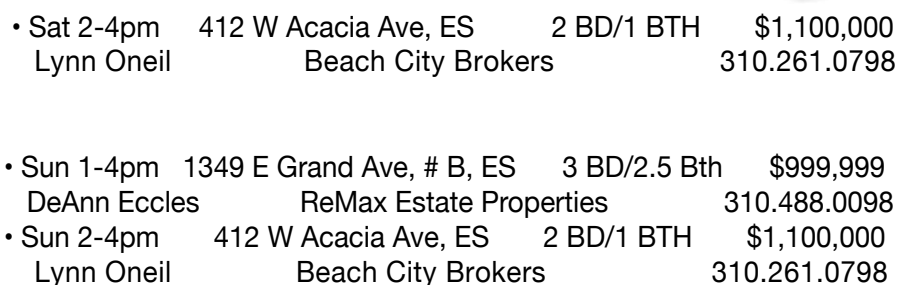 • Sat 2-4pm 412 W Acacia Ave, ES 2 BD/1 BTH $1,100,000
Lynn Oneil Beach City Brokers 310.261.0798
• Sun 1-4pm 1349 E Grand Ave, # B, ES 3 BD/2.5 Bth $999,999
DeAnn Eccles ReMax Estate Properties 310.488.0098
• Sun 2-4pm 412 W Acacia Ave, ES 2 BD/1 BTH $1,100,000
Lynn Oneil Beach City Brokers 310.261.0798